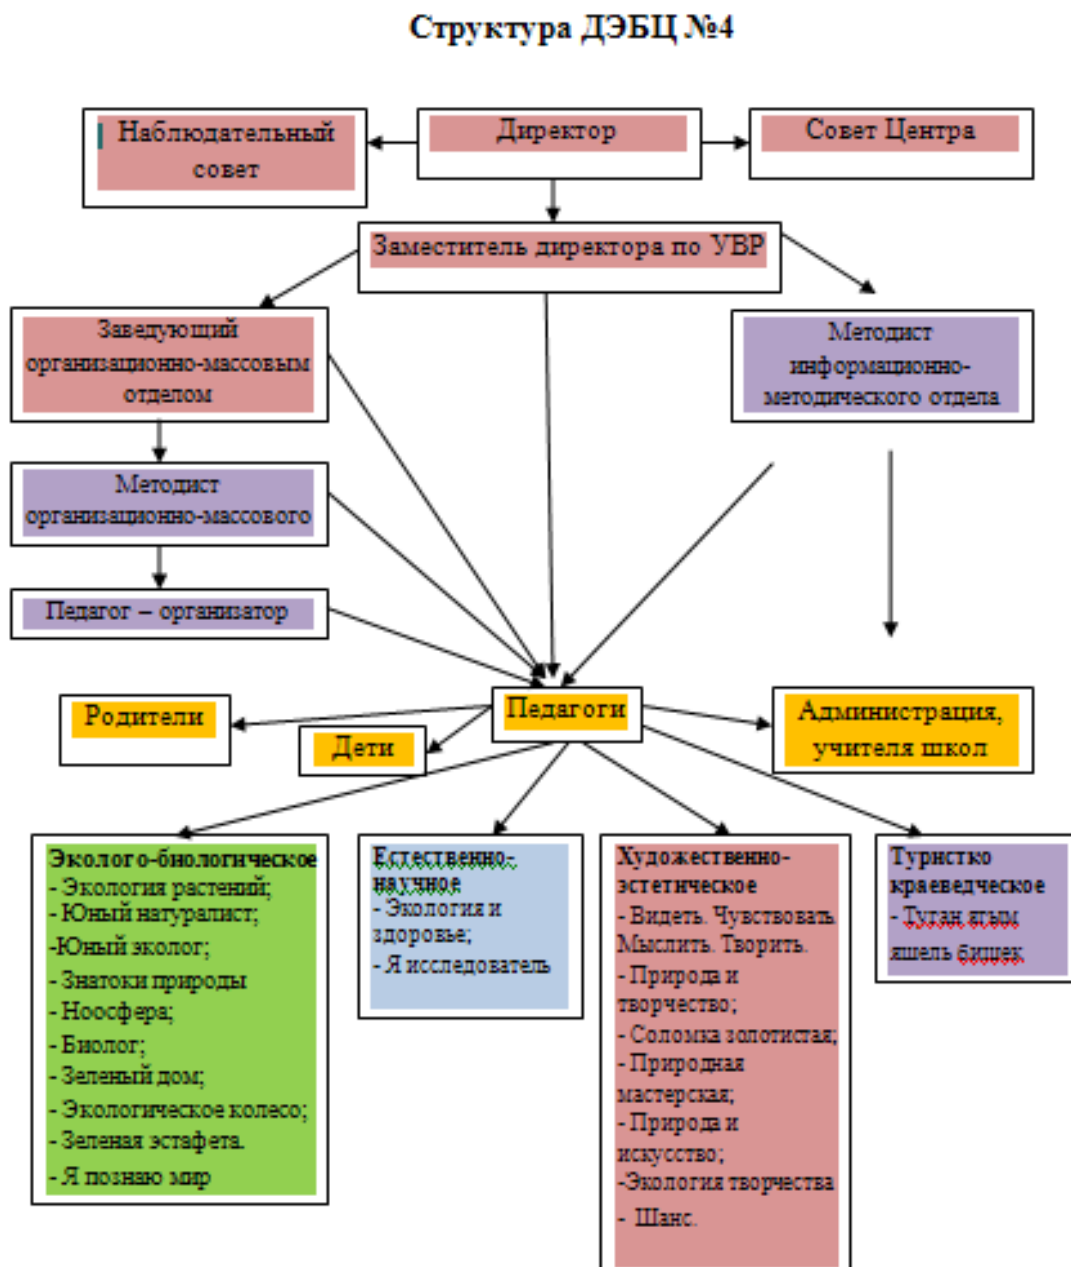 Структура ДЭБЦ №4
Наблюдательный
совет
Директор
Совет Центра
Заместитель директора по УВР
Заведующий
организационно-массовым
отделом
Методист
информационно-
методического отдела
Методист
организационно-массового
Педагог – организатор
Родители
Дети
Педагоги
Администрация,
учителя школ
Эколого-биологическое
- Экология растений;
- Юный натуралист;
-Юный эколог;
- Знатоки природы
- Ноосфера;
- Биолог;
- Зеленый дом;
- Экологическое колесо;
- Зеленая эстафета.
- Я познаю мир
Естественно-
научное
- Экология и
здоровье;
- Я исследователь
Художественно-
эстетическое
- Видеть. Чувствовать.
Мыслить. Творить.
- Природа и
творчество;
- Соломка золотистая;
- Природная
мастерская;
- Природа и
искусство;
-Экология творчества
- Шанс.
Туристко
краеведческое
- Туган ягым
яшель бишек